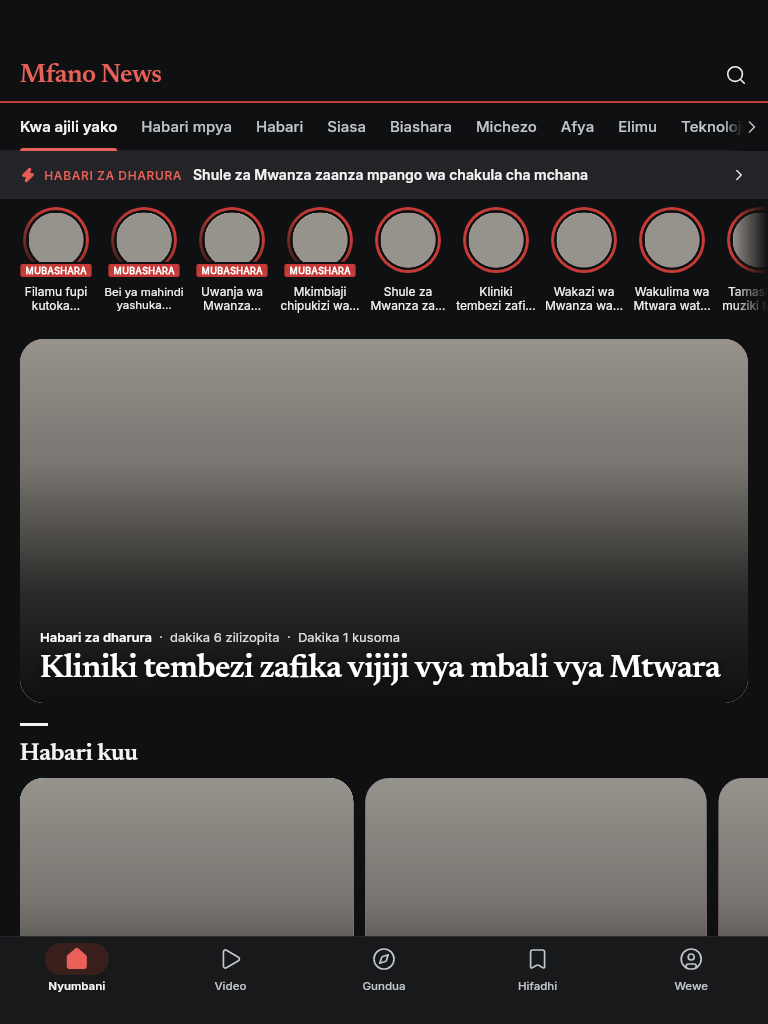 Mfano News
Kwa ajili yako
Habari mpya
Habari
Siasa
Biashara
Michezo
Afya
Elimu
HABARI ZA DHARURA
Shule za Mwanza zaanza mpango wa chakula cha mchana
MUBASHARA
MUBASHARA
MUBASHARA
MUBASHARA
Filamu fupi
kutoka...
Bei ya mahindi
yashuka...
Uwanja wa
Mwanza...
Mkimbiaji
chipukizi wa...
Shule za
Mwanza za...
Kliniki
tembezi zafi...
Wakazi wa
Mwanza wa...
Wakulima wa
Mtwara wat...
muziki
Habari za dharura · dakika 6 zilizopita · Dakika 1 kusoma
Kliniki tembezi zafika vijiji vya mbali vya Mtwara
Habari kuu
Nyumbani
Video
Gundua
Hifadhi
Wewe